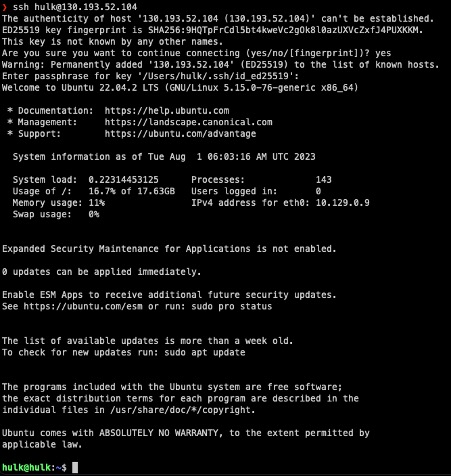 ❯ ssh hulk@130.193.52.104
The authenticity of host '130.193.52.104 (130.193.52.104)' can't be established.
ED25519 key fingerprint is SHA256:9HQTpFrCdl5bt4kweVc2gOk8l0azUXVcZxfJ4PUXKKM.
This key is not known by any other names.
Are you sure you want to continue connecting (yes/no/[fingerprint])? yes
Warning: Permanently added '130.193.52.104' (ED25519) to the list of known hosts.
Enter passphrase for key '/Users/hulk/.ssh/id_ed25519':
Welcome to Ubuntu 22.04.2 LTS (GNU/Linux 5.15.0-76-generic x86_64)
* Documentation: https://help.ubuntu.com
* Management: https://landscape.canonical.com
* Support: https://ubuntu.com/advantage
System information as of Tue Aug 1 06:03:16 AM UTC 2023
System load: 0.22314453125 Processes: 143
Usage of /: 16.7% of 17.63GB Users logged in: 0
Memory usage: 11% IPv4 address for eth0: 10.129.0.9
Swap usage: 0%
Expanded Security Maintenance for Applications is not enabled.
0 updates can be applied immediately.
Enable ESM Apps to receive additional future security updates.
See https://ubuntu.com/esm or run: sudo pro status
The list of available updates is more than a week old.
To check for new updates run: sudo apt update
The programs included with the Ubuntu system are free software;
the exact distribution terms for each program are described in the
individual files in /usr/share/doc/*/copyright.
Ubuntu comes with ABSOLUTELY NO WARRANTY, to the extent permitted by
applicable law.
hulk@hulk:~$